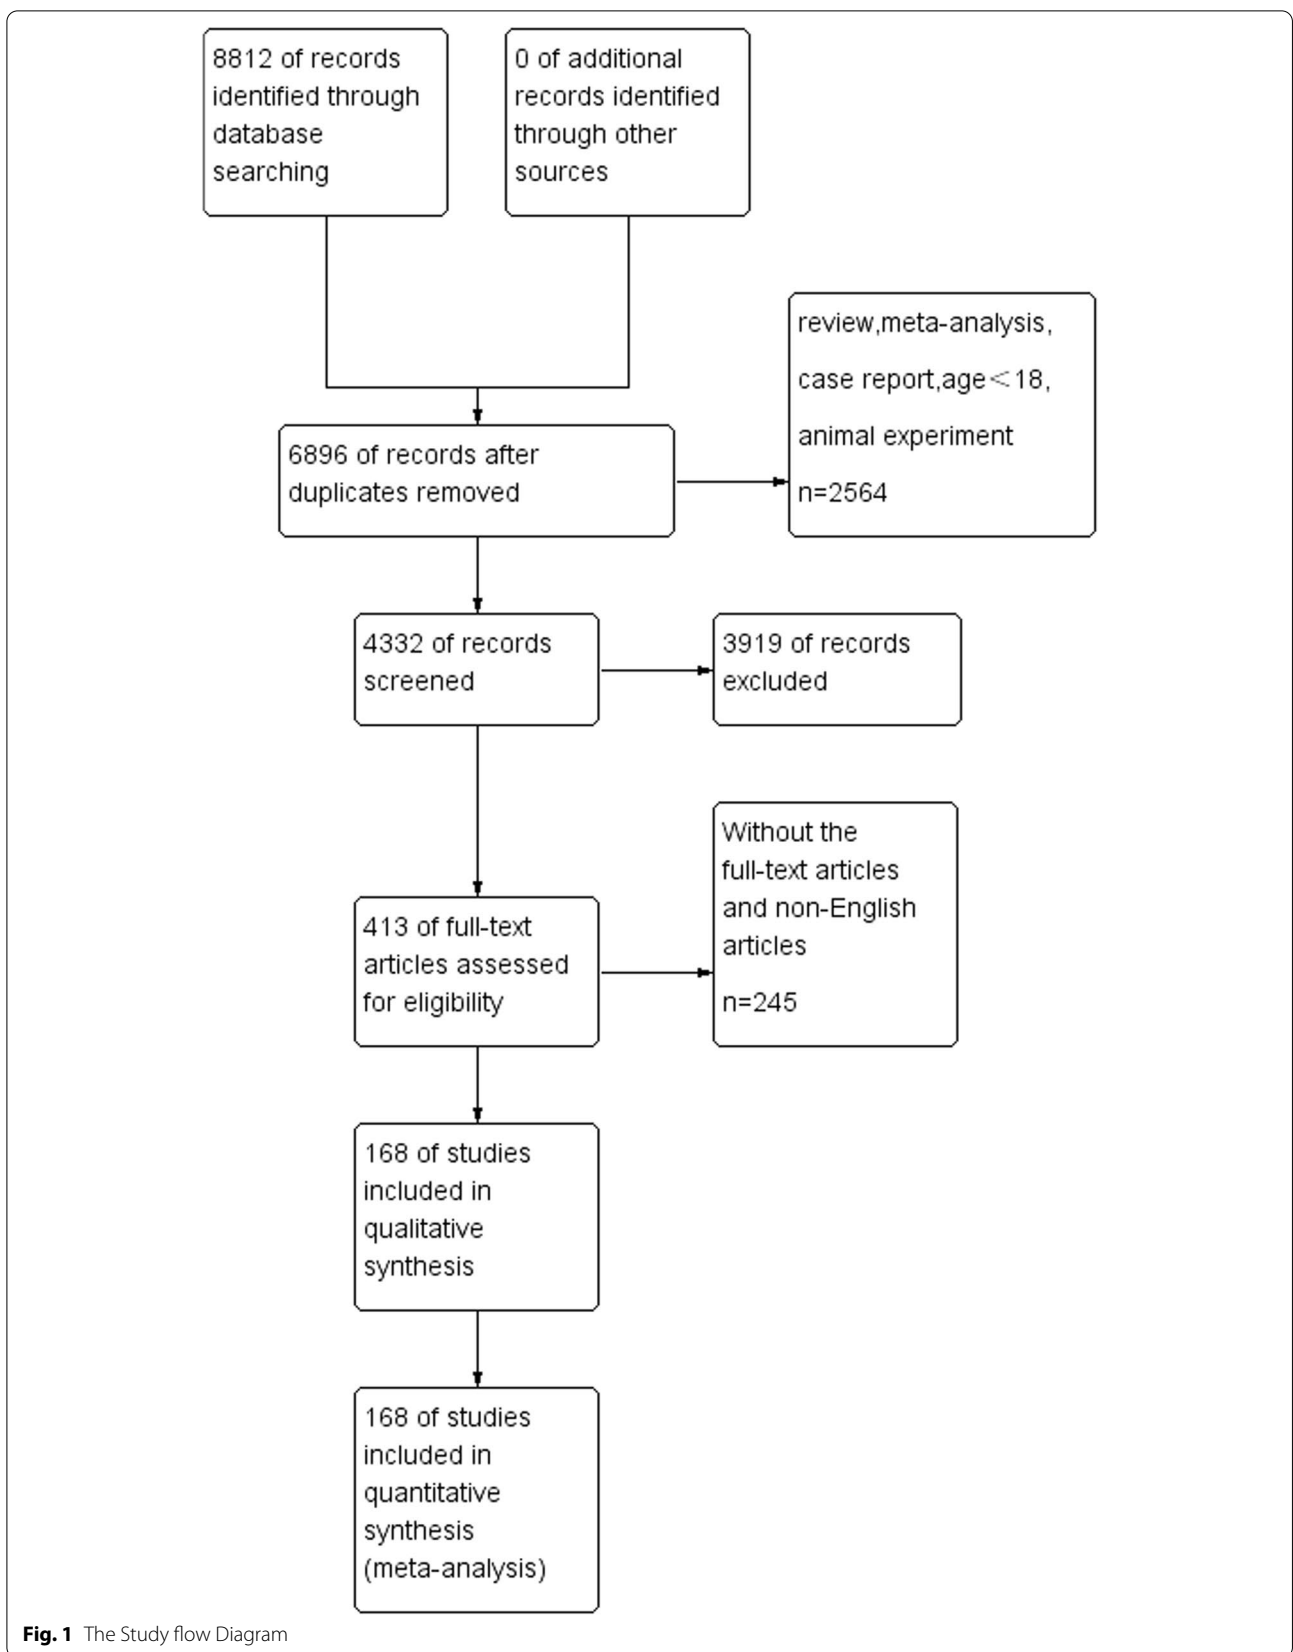 8812 of records
identified through
database
searching
0 of additional
records identified
through other
sources
review,meta-analysis,
case report,age＜18,
animal experiment
n=2564
6896 of records after
duplicates removed
4332 of records
screened
3919 of records
excluded
Without the
full-text articles
and non-English
articles
n=245
413 of full-text
articles assessed
for eligibility
168 of studies
included in
qualitative
synthesis
168 of studies
included in
quantitative
synthesis
(meta-analysis)
Fig. 1 The Study flow Diagram